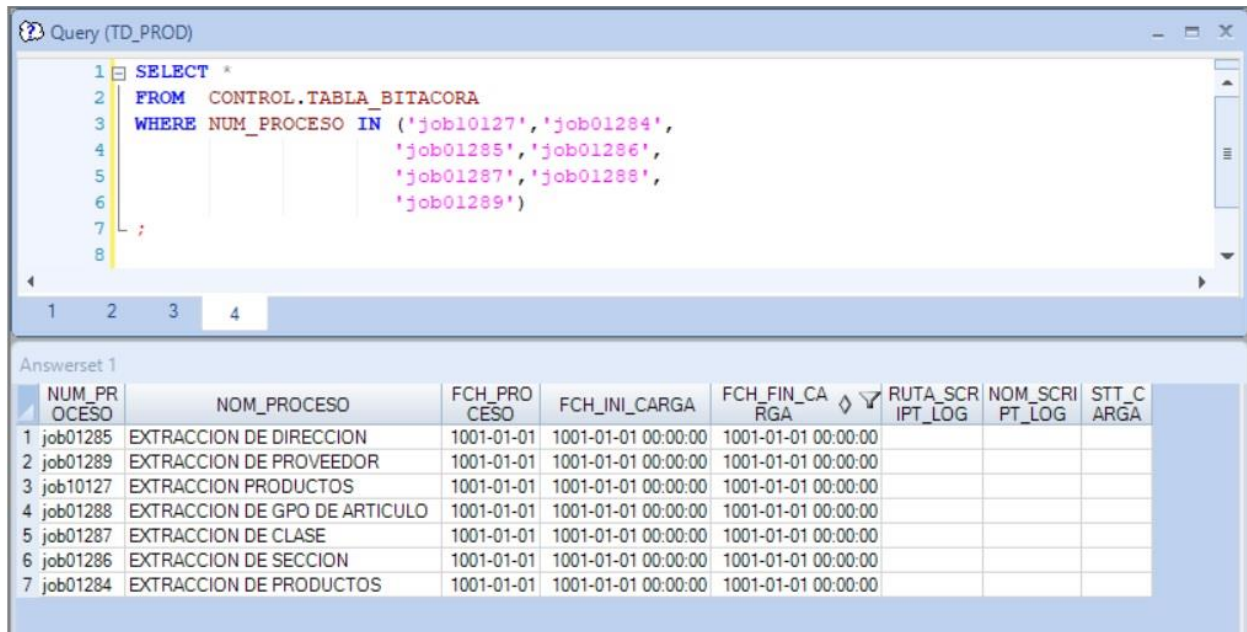 Query (TD_PROD)
1 SELECT *
2 FROM CONTROL.TABLA_BITACORA
3 WHERE NUM_PROCESO IN ('job10127','job01284',
4 'job01285','job01286',
5 'job01287','job01288',
6 'job01289')
7 ;
8
1 2 3 4
Answerset 1
NUM_PROCESO NOM_PROCESO FCH_PROCESO FCH_INI_CARGA FCH_FIN_CARGA RUTA_SCRIPT_LOG NOM_SCRIPT_LOG STT_CARGA
1 job01285 EXTRACCION DE DIRECCION 1001-01-01 1001-01-01 00:00:00 1001-01-01 00:00:00
2 job01289 EXTRACCION DE PROVEEDOR 1001-01-01 1001-01-01 00:00:00 1001-01-01 00:00:00
3 job10127 EXTRACCION PRODUCTOS 1001-01-01 1001-01-01 00:00:00 1001-01-01 00:00:00
4 job01288 EXTRACCION DE GPO DE ARTICULO 1001-01-01 1001-01-01 00:00:00 1001-01-01 00:00:00
5 job01287 EXTRACCION DE CLASE 1001-01-01 1001-01-01 00:00:00 1001-01-01 00:00:00
6 job01286 EXTRACCION DE SECCION 1001-01-01 1001-01-01 00:00:00 1001-01-01 00:00:00
7 job01284 EXTRACCION DE PRODUCTOS 1001-01-01 1001-01-01 00:00:00 1001-01-01 00:00:00